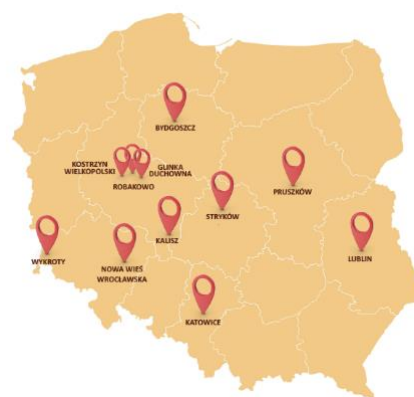 BYDGOSZCZ
KOSTRZYN
WIELKOPOLSKI
GLINKA
DUCHOWNA
ROBAKOWO
PRUSZKÓW
STRYKÓW
KALISZ
WYKROTY
NOWA WIEŚ
WROCŁAWSKA
LUBLIN
KATOWICE